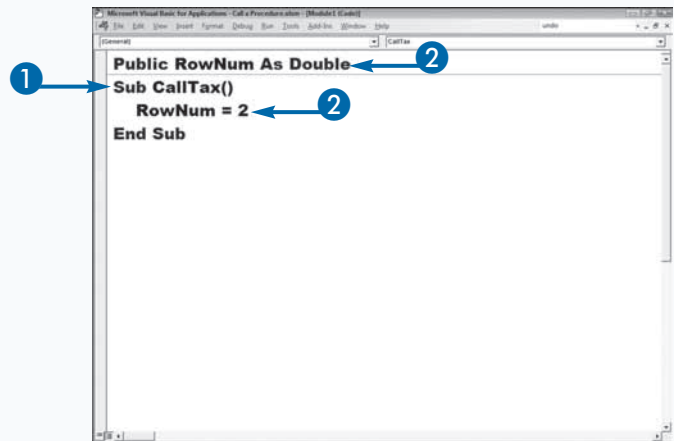 Microsoft Visual Basic for Applications - Call a Procedure.xlsm - [Module1 (Code)]
File Edit View Insert Format Debug Run Tools Add-Ins Window Help undo
(General) CallTax
Public RowNum As Double 2
1 Sub CallTax()
RowNum = 2 2
End Sub